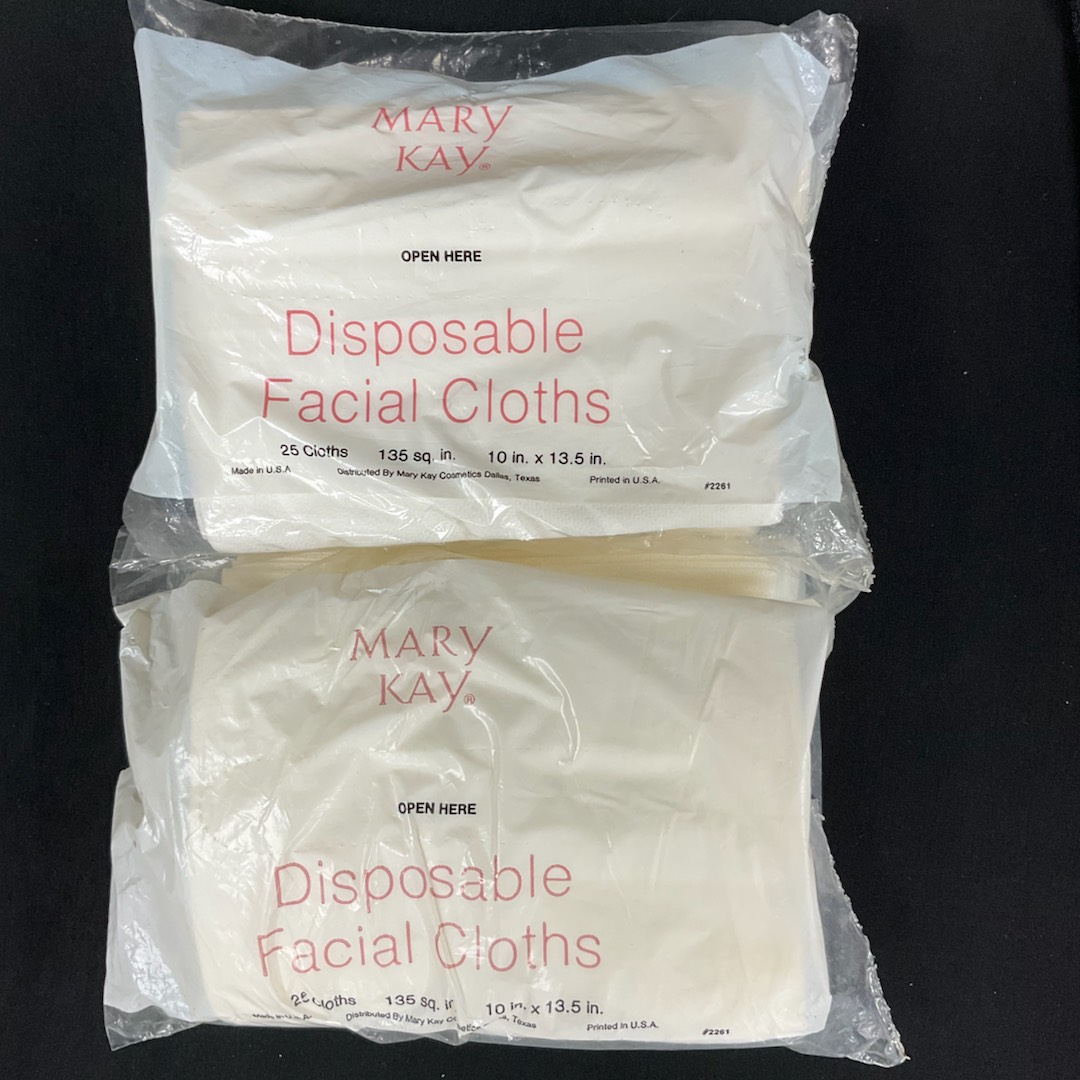 MARY
KAY®
OPEN HERE
Disposable
Facial Cloths
25 Cloths 135 sq. in. 10 in. x 13.5 in.
Made in U.S.A Distributed By Mary Kay Cosmetics Dallas, Texas Printed in U.S.A. #2261
MARY
KAY®
OPEN HERE
Disposable
Facial Cloths
Cloths 135 sq. in 10 in. x 13.5 in.
Distributed By Mary Kay Texas Printed in U.S.A. #2261